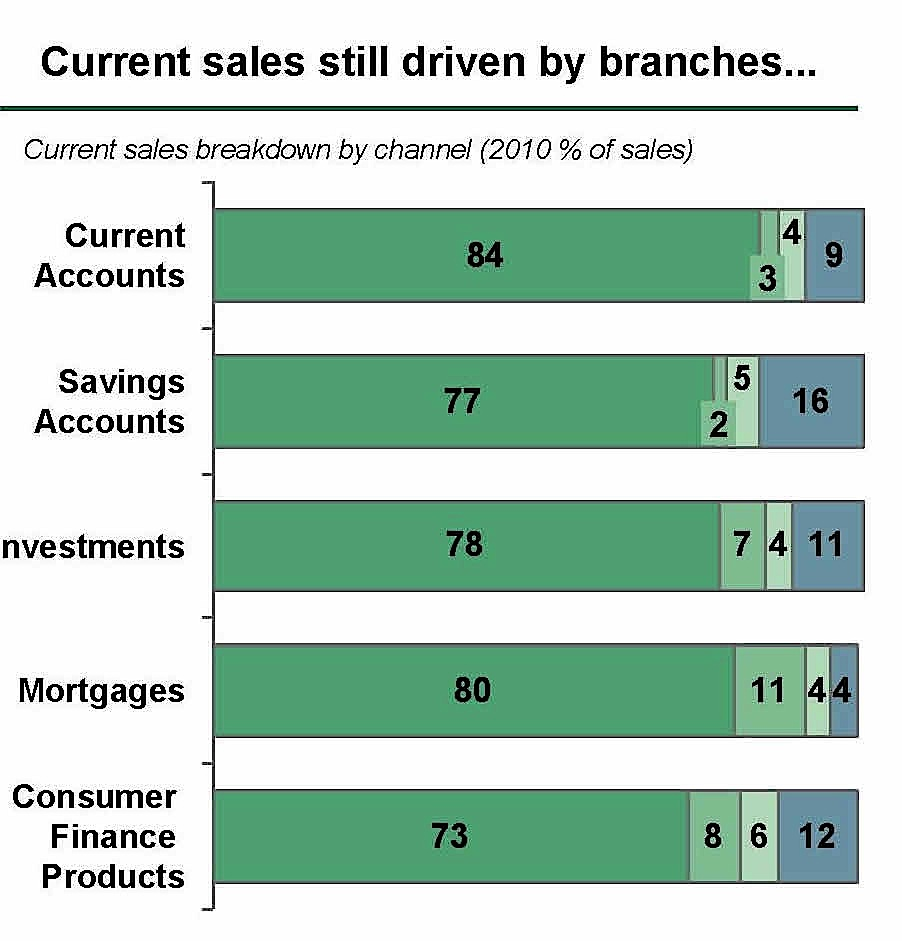 Current sales still driven by branches...
Current sales breakdown by channel (2010 % of sales)
Current
Accounts
84
3
4
9
Savings
Accounts
77
2
5
16
nvestments
78
7
4
11
Mortgages
80
11
4
4
Consumer
Finance
Products
73
8
6
12